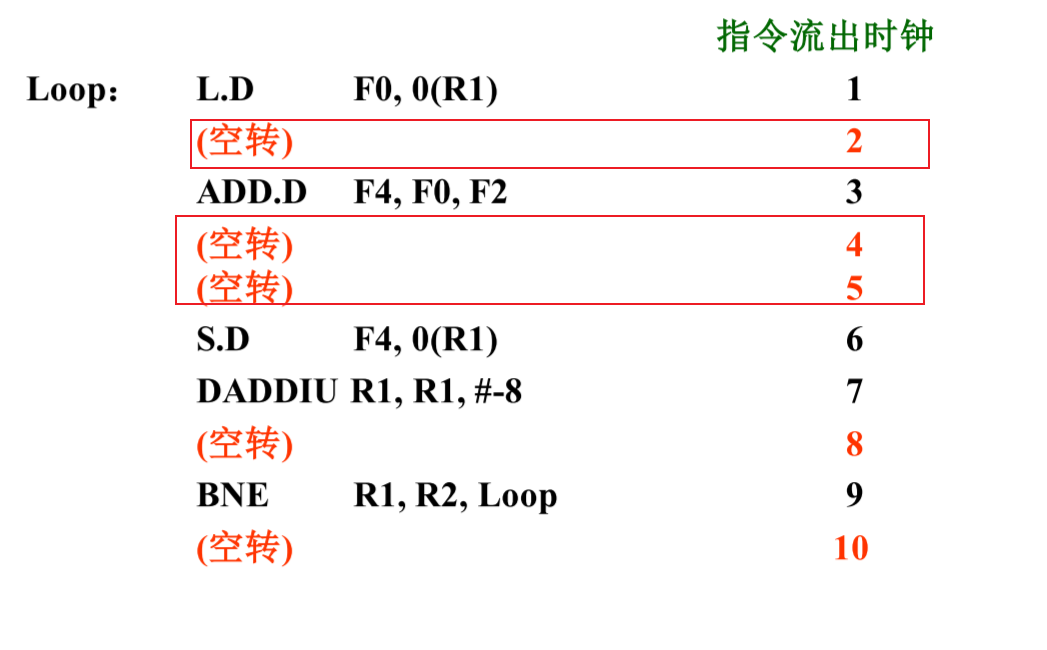 指令流出时钟
Loop： L.D F0, 0(R1) 1
(空转) 2
ADD.D F4, F0, F2 3
(空转) 4
(空转) 5
S.D F4, 0(R1) 6
DADDIU R1, R1, #-8 7
(空转) 8
BNE R1, R2, Loop 9
(空转) 10